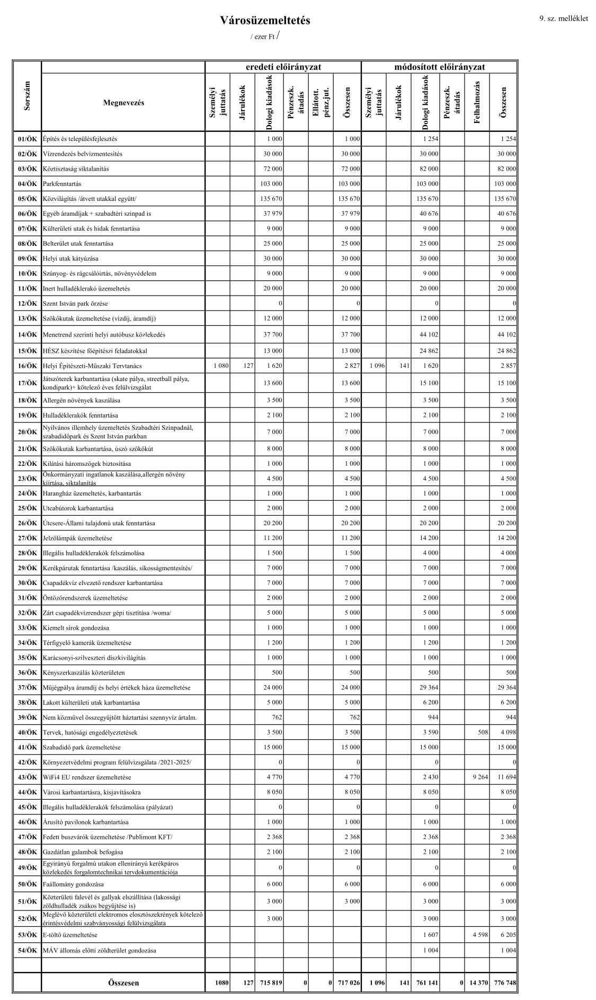 Városüzemeltetés
9. sz. melléklet
/ ezer Ft /
eredeti előirányzat módosított előirányzat
Sorszám Megnevezés Személyi juttatás Járulékok Dologi kiadások Pénzeszk. átadás Ellátott. pénz.jut. Összesen Személyi juttatás Járulékok Dologi kiadások Pénzeszk. átadás Felhalmozás Összesen
01/ÖK Építés és településfejlesztés 1 000 1 000 1 254 1 254
02/ÖK Vízrendezés belvízmentesítés 30 000 30 000 30 000 30 000
03/ÖK Köztisztaság síktalanítás 72 000 72 000 82 000 82 000
04/ÖK Parkfenntartás 103 000 103 000 103 000 103 000
05/ÖK Közvilágítás /átvett utakkal együtt/ 135 670 135 670 135 670 135 670
06/ÖK Egyéb áramdíjak + szabadtéri szinpad is 37 979 37 979 40 676 40 676
07/ÖK Külterületi utak és hidak fenntartása 9 000 9 000 9 000 9 000
08/ÖK Belterület utak fenntartása 25 000 25 000 25 000 25 000
09/ÖK Helyi utak kátyúzása 30 000 30 000 30 000 30 000
10/ÖK Szúnyog- és rágcsálóirtás, növényvédelem 9 000 9 000 9 000 9 000
11/ÖK Inert hulladéklerakó üzemeltetés 20 000 20 000 20 000 20 000
12/ÖK Szent István park őrzése 0 0 0 0
13/ÖK Szökőkutak üzemeltetése (vízdíj, áramdíj) 12 000 12 000 12 000 12 000
14/ÖK Menetrend szerinti helyi autóbusz közlekedés 37 700 37 700 44 102 44 102
15/ÖK HÉSZ készítése főépítészi feladatokkal 13 000 13 000 24 862 24 862
16/ÖK Helyi Építészeti-Műszaki Tervtanács 1 080 127 1 620 2 827 1 096 141 1 620 2 857
17/ÖK Játszóterek karbantartása (skate pálya, streetball pálya,
kondipark)+ kötelező éves felülvizsgálat 13 600 13 600 15 100 15 100
18/ÖK Allergén növények kaszálása 3 500 3 500 3 500 3 500
19/ÖK Hulladéklerakók fenntartása 2 100 2 100 2 100 2 100
20/ÖK Nyilvános illemhely üzemeltetés Szabadtéri Szinpadnál,
szabadidőpark és Szent István parkban 7 000 7 000 7 000 7 000
21/ÖK Szökőkutak karbantartása, úszó szökőkút 8 000 8 000 8 000 8 000
22/ÖK Kilátási háromszögek biztosítása 1 000 1 000 1 000 1 000
23/ÖK Önkormányzati ingatlanok kaszálása,allergén növény
kiírtása, síktalanítás 4 500 4 500 4 500 4 500
24/ÖK Harangház üzemeltetés, karbantartás 1 000 1 000 1 000 1 000
25/ÖK Utcabútorok karbantartása 2 000 2 000 2 000 2 000
26/ÖK Útcsere-Állami tulajdonú utak fenntartása 20 200 20 200 20 200 20 200
27/ÖK Jelzőlámpák üzemeltetése 11 200 11 200 14 200 14 200
28/ÖK Illegális hulladéklerakók felszámolása 1 500 1 500 4 000 4 000
29/ÖK Kerékpárutak fenntartása /kaszálás, síkosságmentesítés/ 7 000 7 000 7 000 7 000
30/ÖK Csapadékvíz elvezető rendszer karbantartása 7 000 7 000 7 000 7 000
31/ÖK Öntözőrendszerek üzemeltetése 2 000 2 000 2 000 2 000
32/ÖK Zárt csapadékvízrendszer gépi tisztítása /woma/ 5 000 5 000 5 000 5 000
33/ÖK Kiemelt sírok gondozása 1 000 1 000 1 000 1 000
34/ÖK Térfigyelő kamerák üzemeltetése 1 200 1 200 1 200 1 200
35/ÖK Karácsonyi-szilveszteri díszkivilágítás 1 000 1 000 1 000 1 000
36/ÖK Kényszerkaszálás közterületen 500 500 500 500
37/ÖK Műjégpálya áramdíj és helyi értékek háza üzemeltetése 24 000 24 000 29 364 29 364
38/ÖK Lakott külterületi utak karbantartása 5 000 5 000 6 200 6 200
39/ÖK Nem közművel összegyűjtött háztartási szennyvíz ártalm. 762 762 944 944
40/ÖK Tervek, hatósági engedélyeztetések 3 500 3 500 3 590 508 4 098
41/ÖK Szabadidő park üzemeltetése 15 000 15 000 15 000 15 000
42/ÖK Környezetvédelmi program felülvizsgálata /2021-2025/ 0 0 0 0
43/ÖK WiFi4 EU rendszer üzemeltetése 4 770 4 770 2 430 9 264 11 694
44/ÖK Városi karbantartásra, kisjavításokra 8 050 8 050 8 050 8 050
45/ÖK Illegális hulladéklerakók felszámolása (pályázat) 0 0 0 0
46/ÖK Árusító pavilonok karbantartása 1 000 1 000 1 000 1 000
47/ÖK Fedett buszvárók üzemeltetése /Publimont KFT/ 2 368 2 368 2 368 2 368
48/ÖK Gazdátlan galambok befogása 2 100 2 100 2 100 2 100
49/ÖK Egyirányú forgalmú utakon ellenirányú kerékpáros
közlekedés forgalomtechnikai tervdokumentációja 0 0 0 0
50/ÖK Faállomány gondozása 6 000 6 000 6 000 6 000
51/ÖK Közterületi falevél és gallyak elszállítása (lakossági
zöldhulladék zsákos begyűjtése is) 3 000 3 000 3 000 3 000
52/ÖK Meglévő közterületi elektromos elosztószekrények kötelező
érintésvédelmi szabványossági felülvizsgálata 3 000 3 000 3 000
53/ÖK E-töltő üzemeltetése 1 607 4 598 6 205
54/ÖK MÁV állomás előtti zöldterület gondozása 1 004 1 004
Összesen 1080 127 715 819 0 0 717 026 1 096 141 761 141 0 14 370 776 748